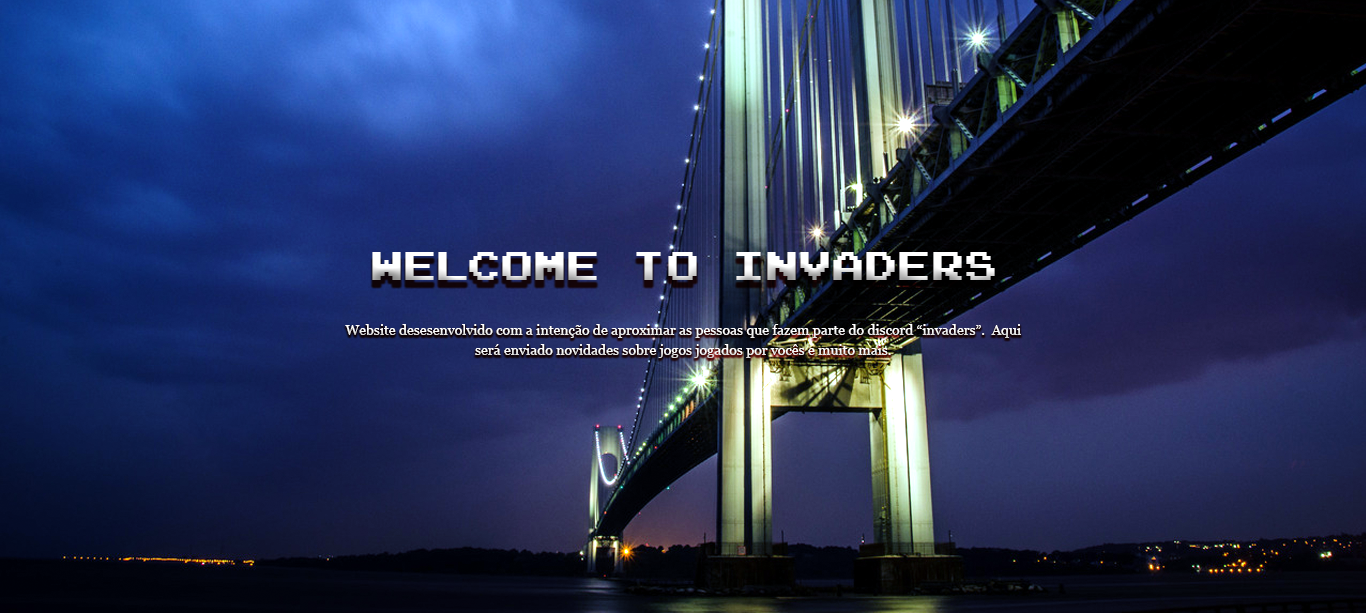 WELCOME TO INVADERS
Website desesenvolvido com a intenção de aproximar as pessoas que fazem parte do discord “invaders”. Aqui
será enviado novidades sobre jogos jogados por vocês e muito mais.